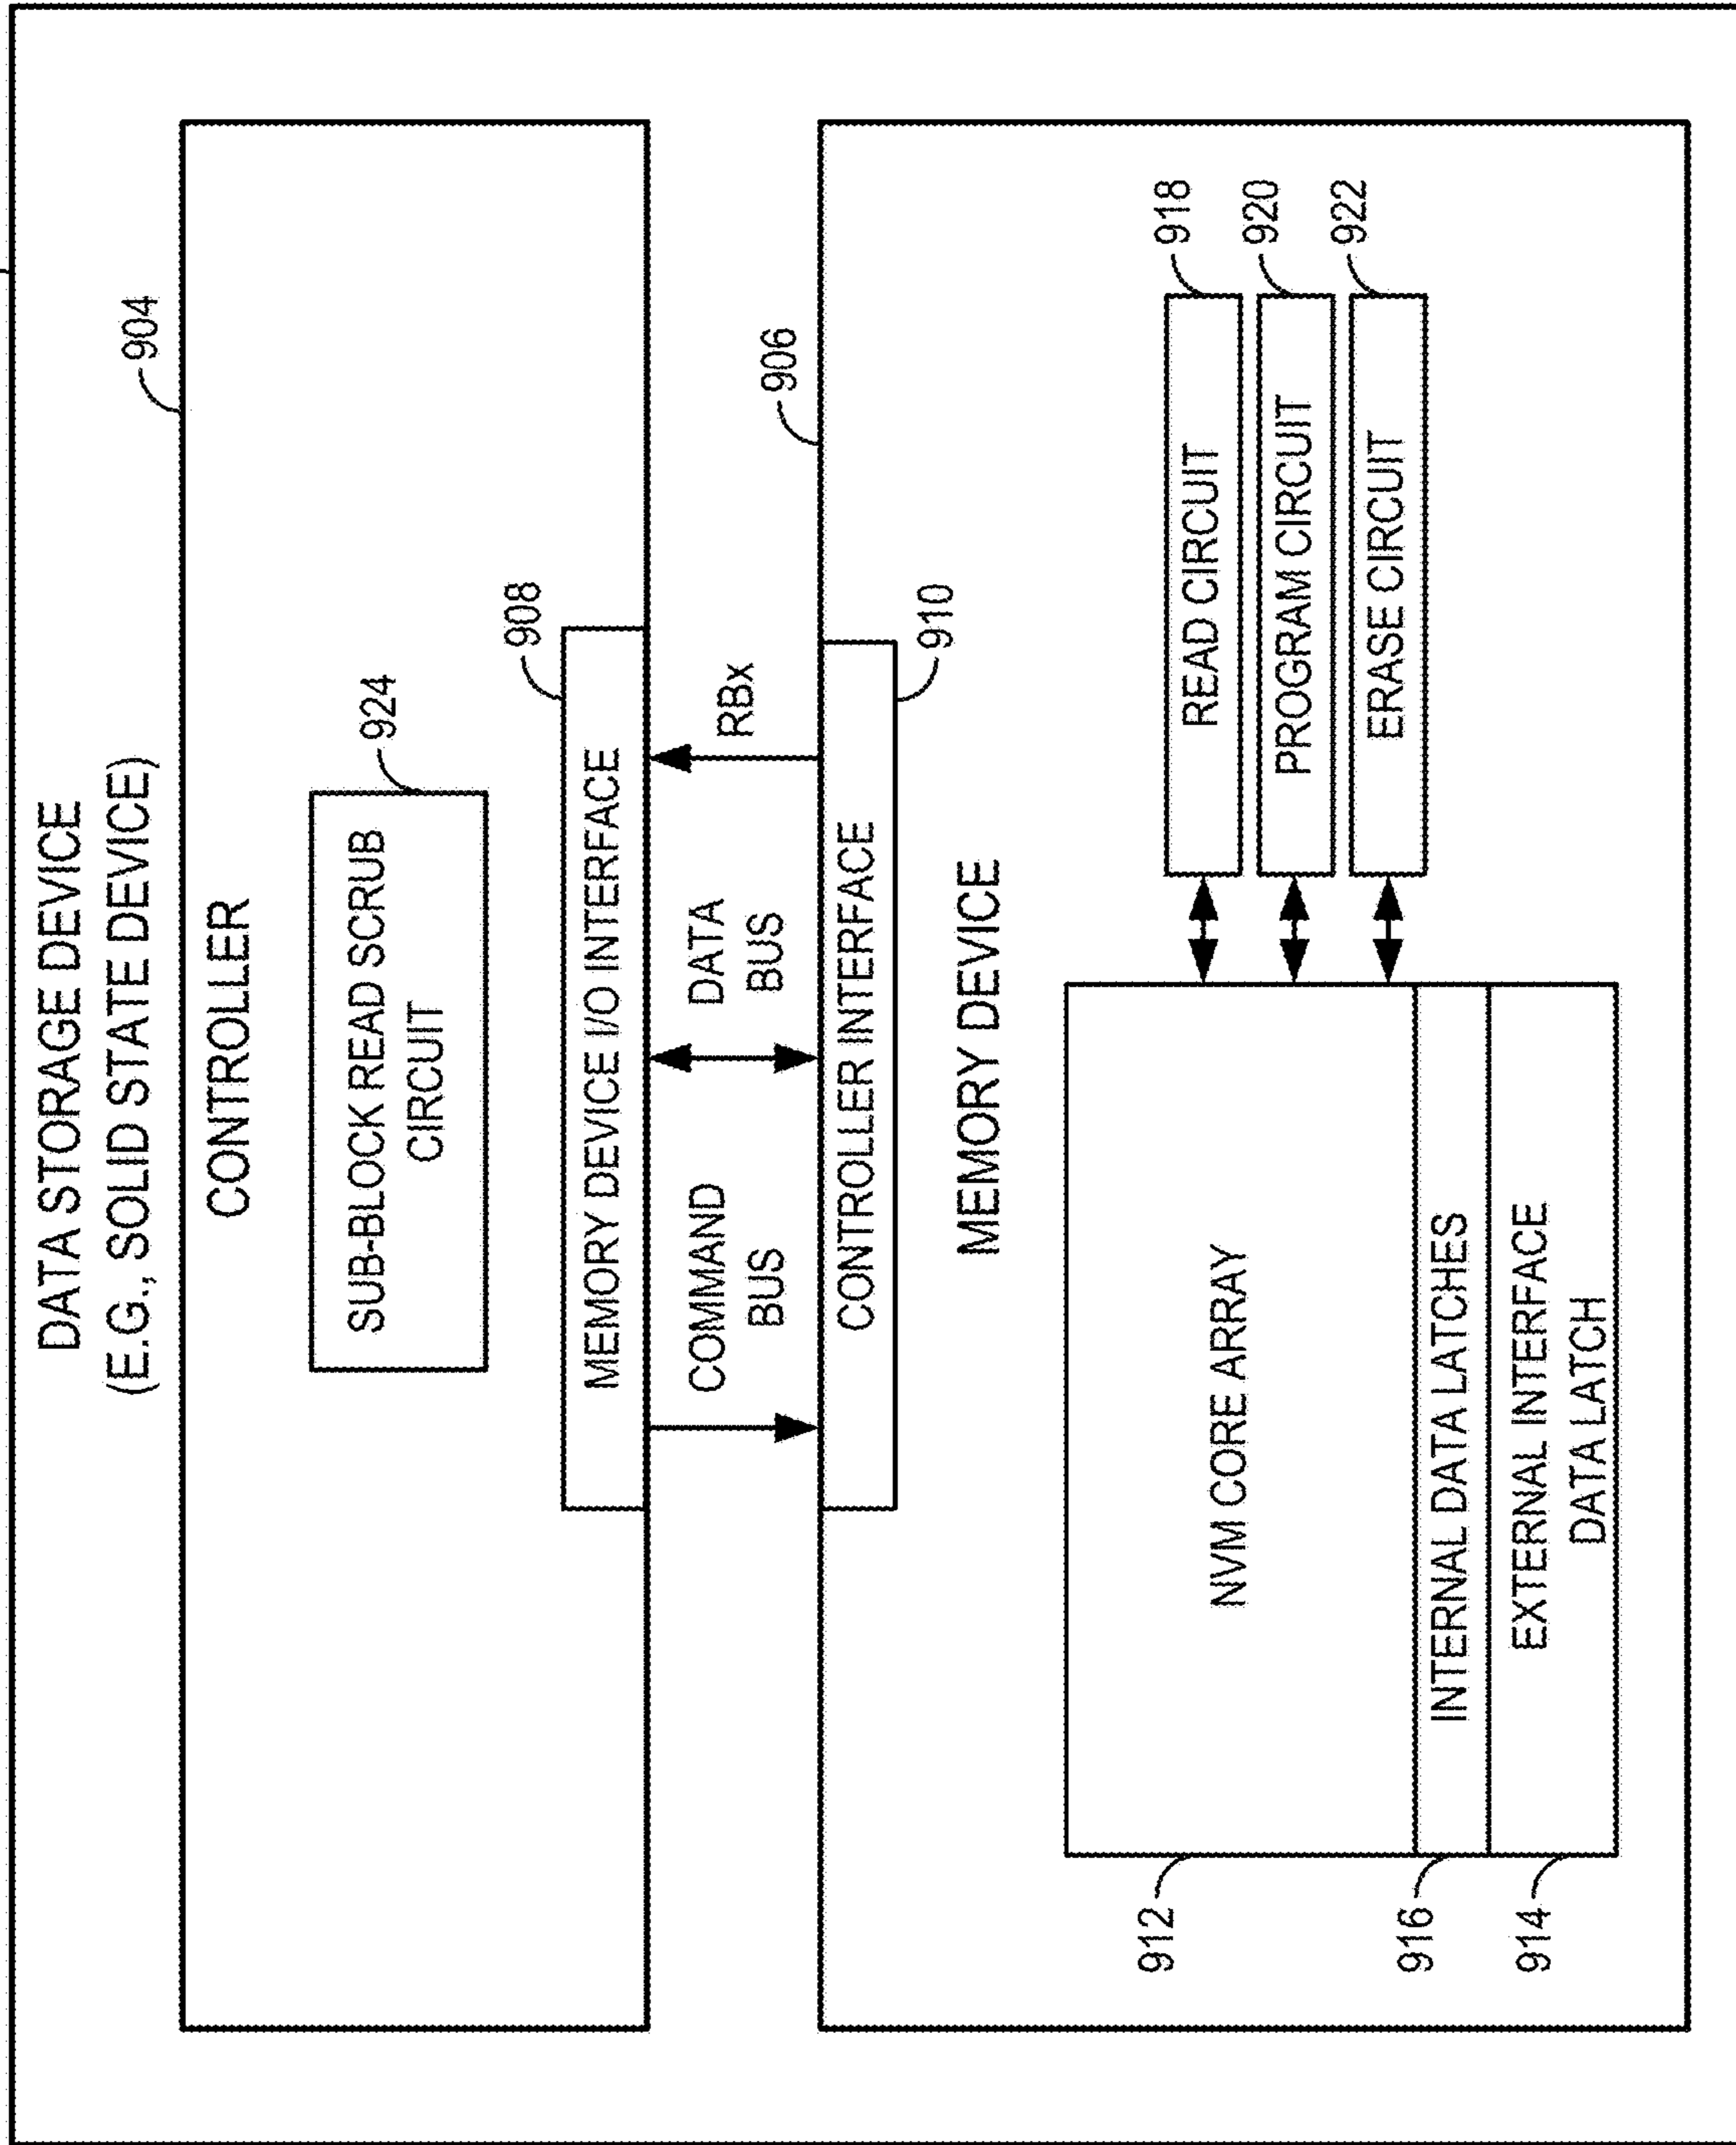 DATA STORAGE DEVICE
(E.G., SOLID STATE DEVICE)
904
CONTROLLER
SUB-BLOCK READ SCRUB
CIRCUIT
924
908
MEMORY DEVICE I/O INTERFACE
COMMAND
BUS
DATA
BUS
RBx
906
CONTROLLER INTERFACE
910
MEMORY DEVICE
912
NVM CORE ARRAY
916
INTERNAL DATA LATCHES
914
EXTERNAL INTERFACE
DATA LATCH
READ CIRCUIT
918
PROGRAM CIRCUIT
920
ERASE CIRCUIT
922